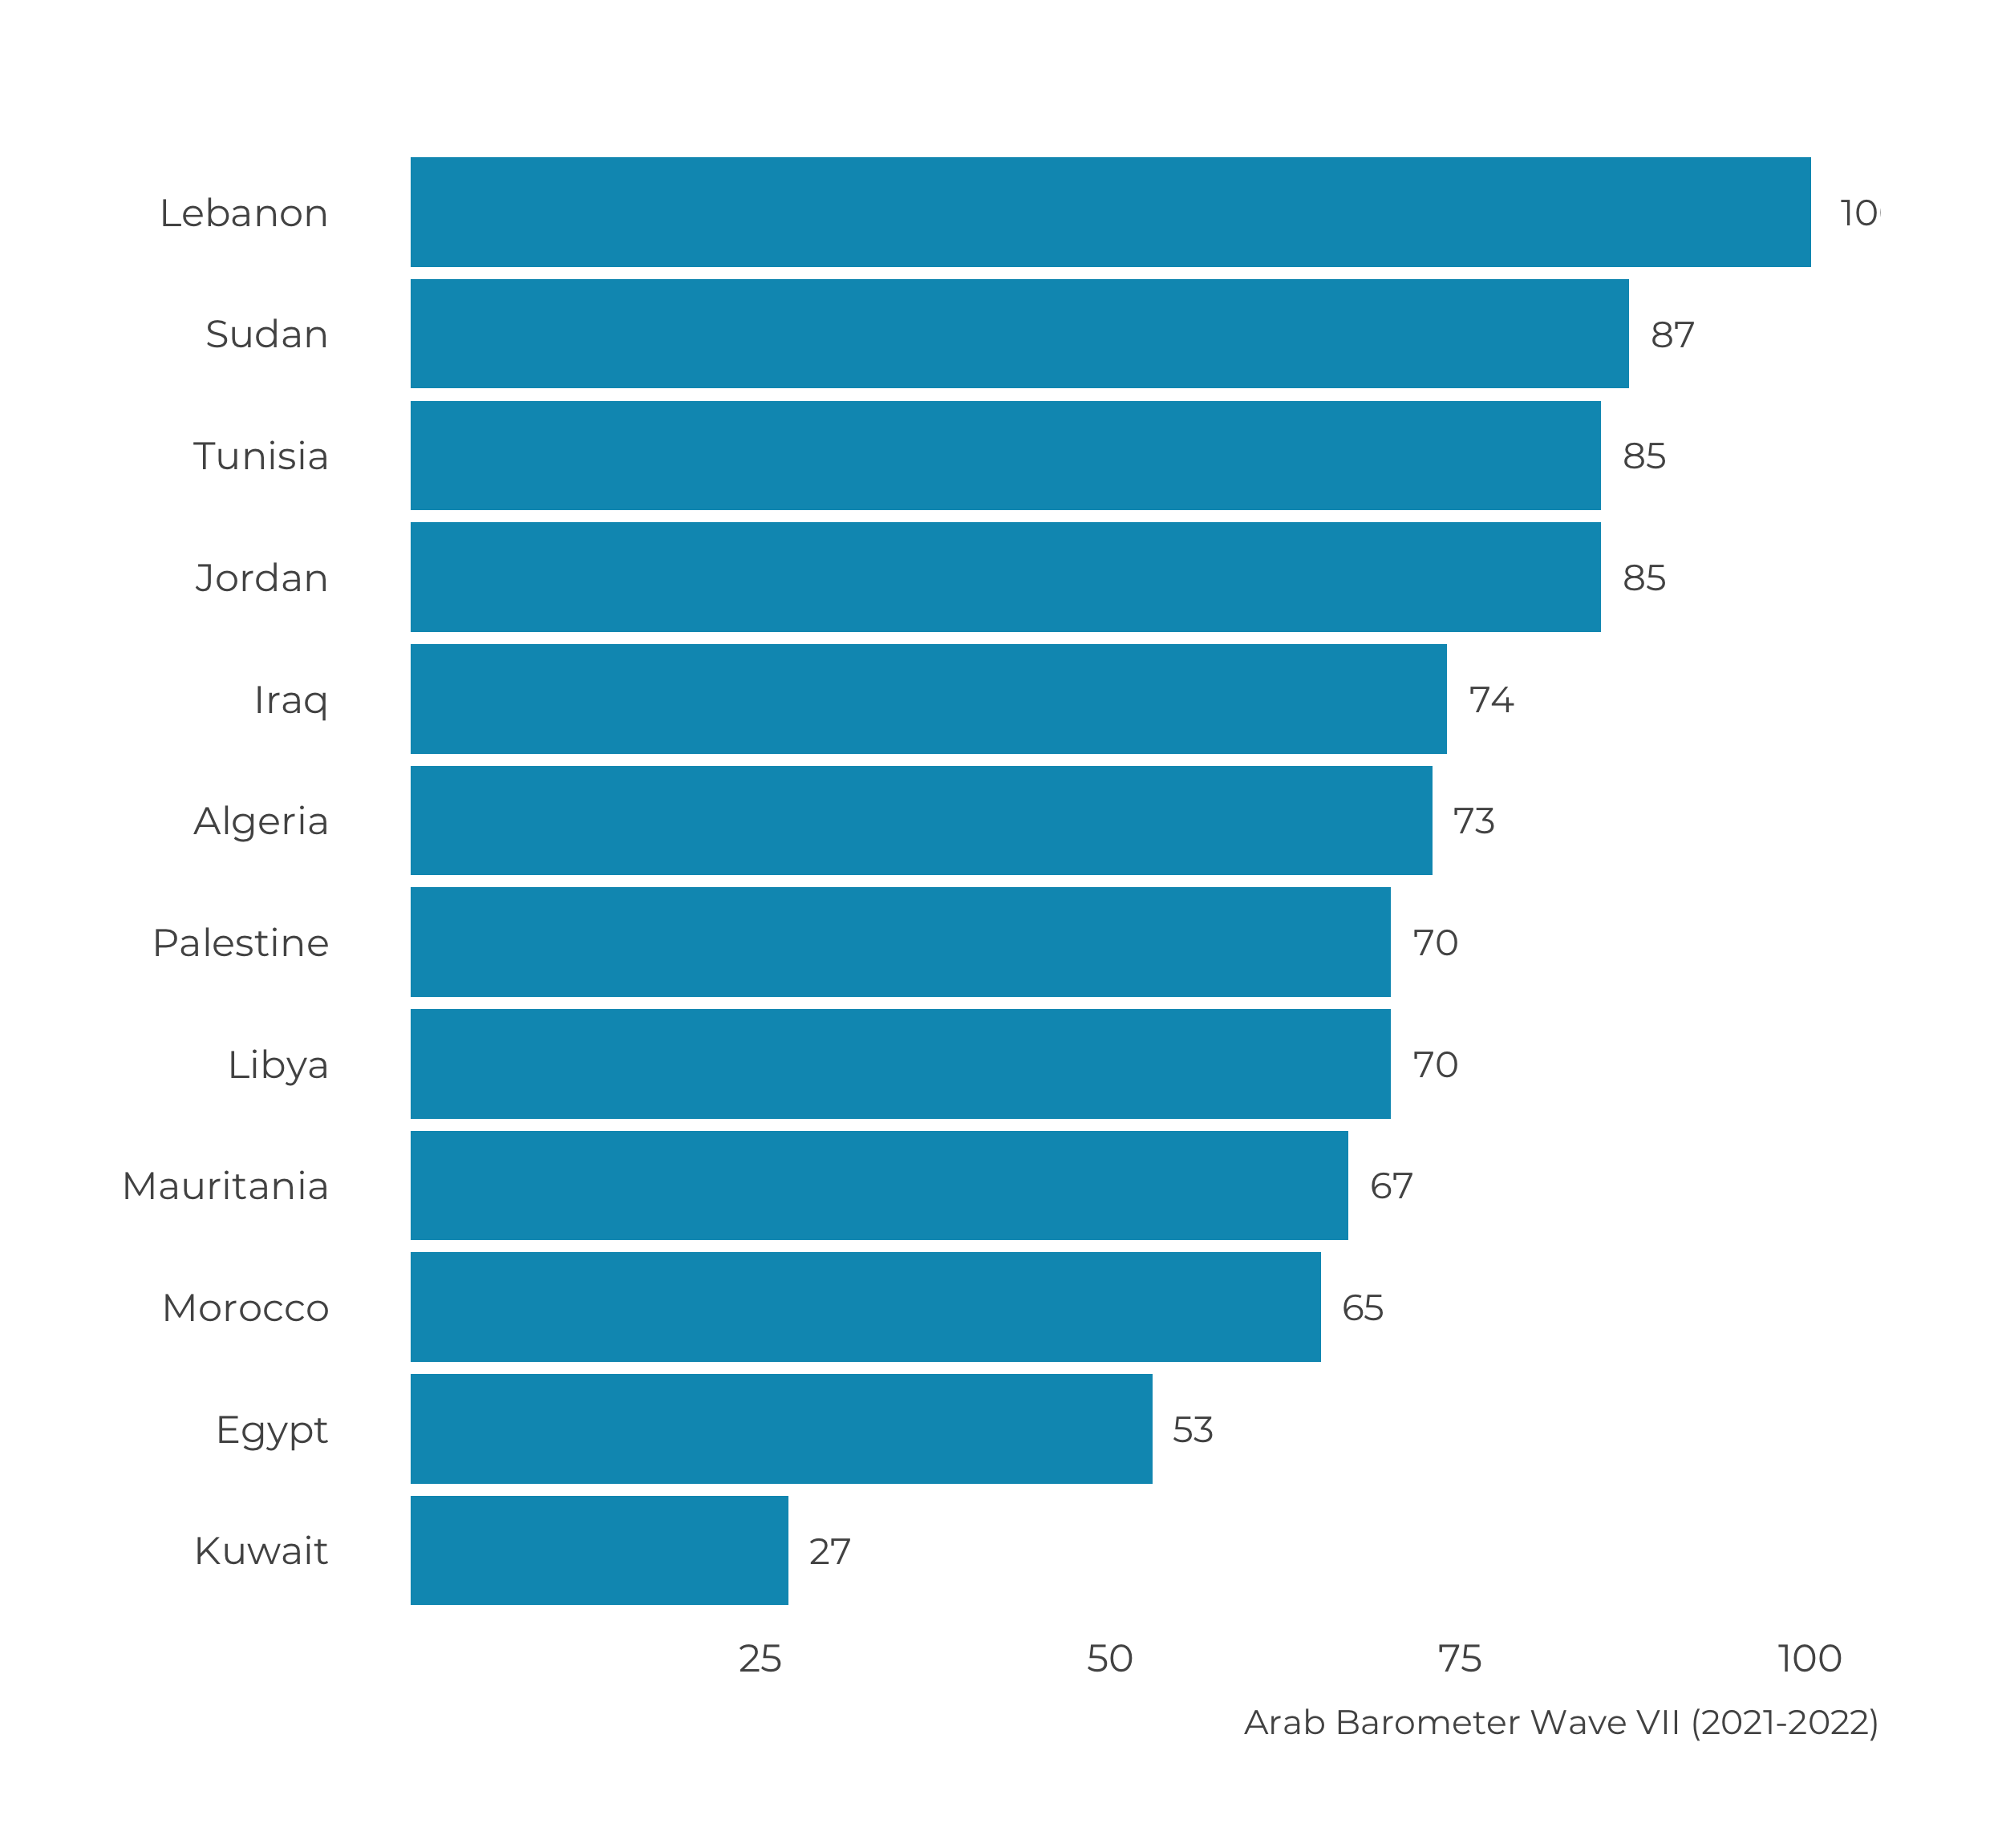 Lebanon 10
Sudan 87
Tunisia 85
Jordan 85
Iraq 74
Algeria 73
Palestine 70
Libya 70
Mauritania 67
Morocco 65
Egypt 53
Kuwait 27
25 50 75 100
Arab Barometer Wave VII (2021-2022)